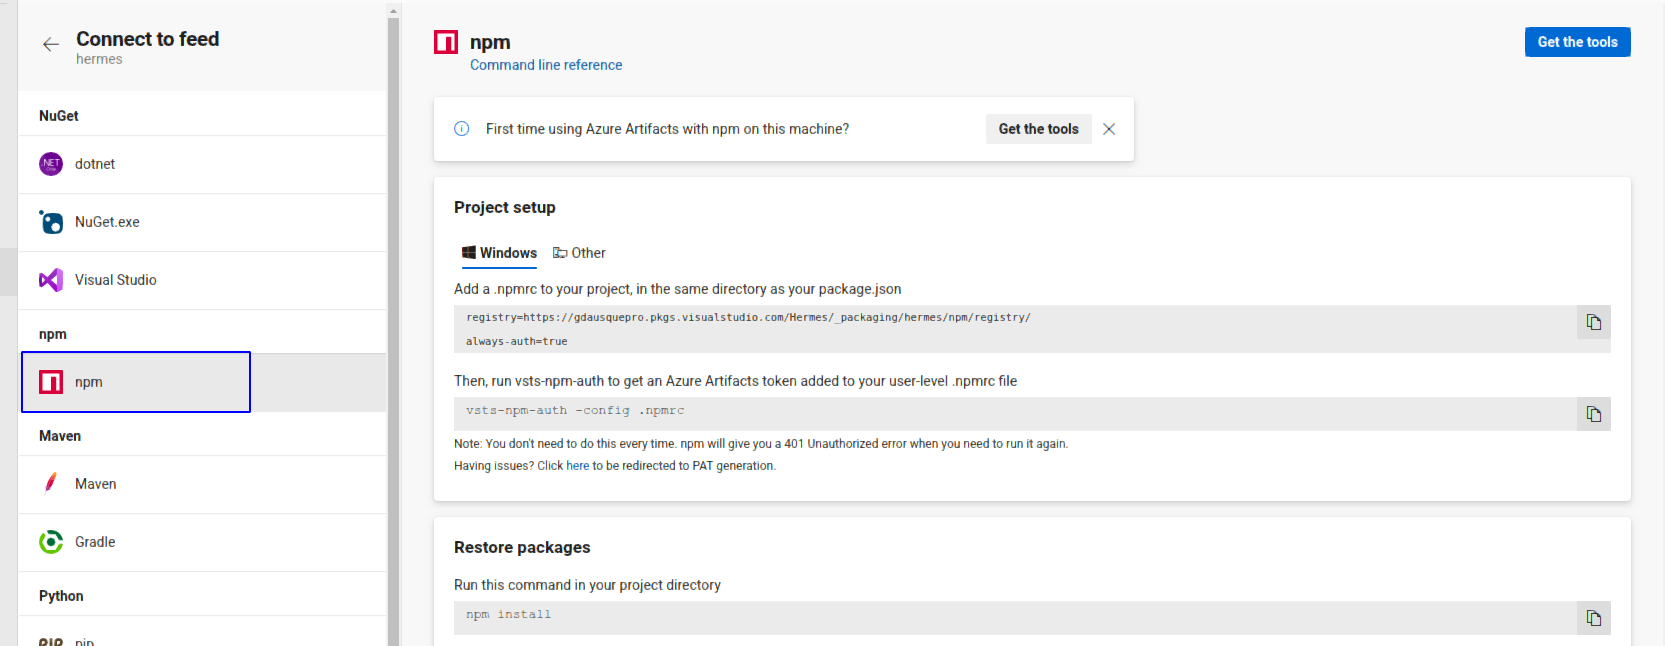 Connect to feed
hermes
NuGet
.NET
Core
dotnet
NuGet.exe
Visual Studio
npm
npm
Maven
Maven
Gradle
Python
pip
npm
Command line reference
Get the tools
First time using Azure Artifacts with npm on this machine?
Get the tools
Project setup
Windows
Other
Add a .npmrc to your project, in the same directory as your package.json
registry=https://gdausquepro.pkgs.visualstudio.com/Hermes/_packaging/hermes/npm/registry/
always-auth=true
Then, run vsts-npm-auth to get an Azure Artifacts token added to your user-level .npmrc file
vsts-npm-auth -config .npmrc
Note: You don't need to do this every time. npm will give you a 401 Unauthorized error when you need to run it again.
Having issues? Click here to be redirected to PAT generation.
Restore packages
Run this command in your project directory
npm install